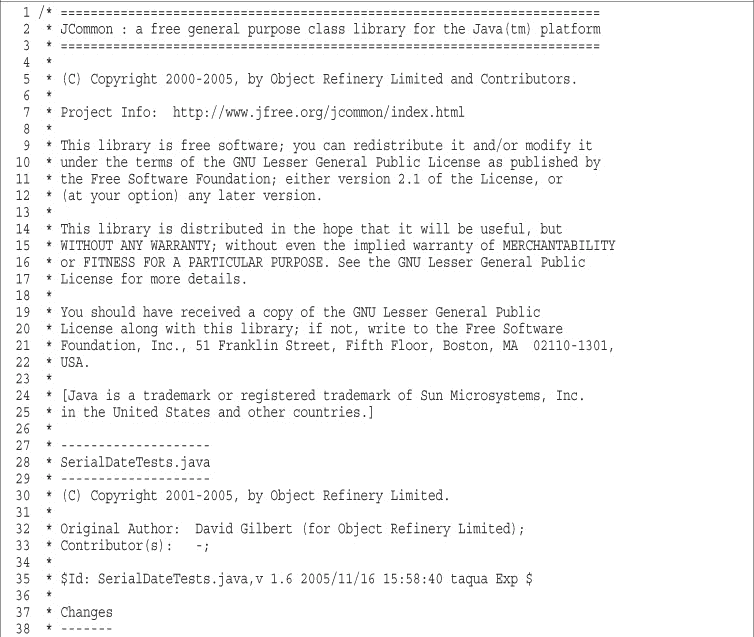 1 /* ========================================================================
2  * JCommon : a free general purpose class library for the Java(tm) platform
3  * ========================================================================
4  *
5  * (C) Copyright 2000-2005, by Object Refinery Limited and Contributors.
6  *
7  * Project Info:  http://www.jfree.org/jcommon/index.html
8  *
9  * This library is free software; you can redistribute it and/or modify it
10  * under the terms of the GNU Lesser General Public License as published by
11  * the Free Software Foundation; either version 2.1 of the License, or
12  * (at your option) any later version.
13  *
14  * This library is distributed in the hope that it will be useful, but
15  * WITHOUT ANY WARRANTY; without even the implied warranty of MERCHANTABILITY
16  * or FITNESS FOR A PARTICULAR PURPOSE. See the GNU Lesser General Public
17  * License for more details.
18  *
19  * You should have received a copy of the GNU Lesser General Public
20  * License along with this library; if not, write to the Free Software
21  * Foundation, Inc., 51 Franklin Street, Fifth Floor, Boston, MA  02110-1301,
22  * USA.
23  *
24  * [Java is a trademark or registered trademark of Sun Microsystems, Inc.
25  * in the United States and other countries.]
26  *
27  * --------------------
28  * SerialDateTests.java
29  * --------------------
30  * (C) Copyright 2001-2005, by Object Refinery Limited.
31  *
32  * Original Author:  David Gilbert (for Object Refinery Limited);
33  * Contributor(s):   -;
34  *
35  * $Id: SerialDateTests.java,v 1.6 2005/11/16 15:58:40 taqua Exp $
36  *
37  * Changes
38  * -------